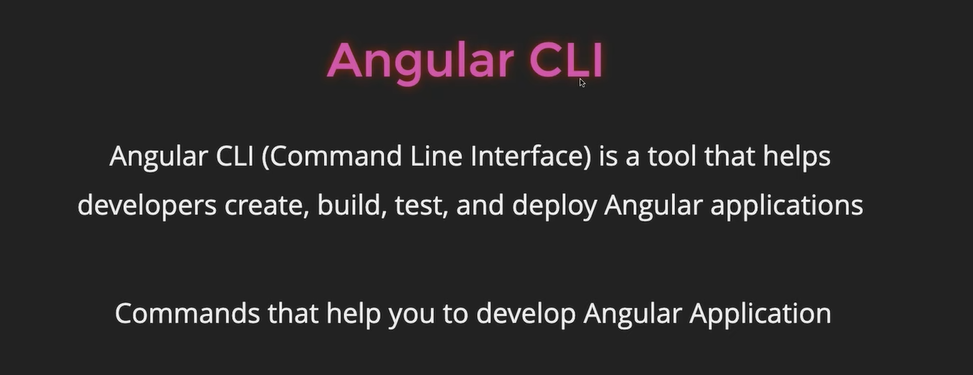 Angular CLI
Angular CLI (Command Line Interface) is a tool that helps
developers create, build, test, and deploy Angular applications
Commands that help you to develop Angular Application